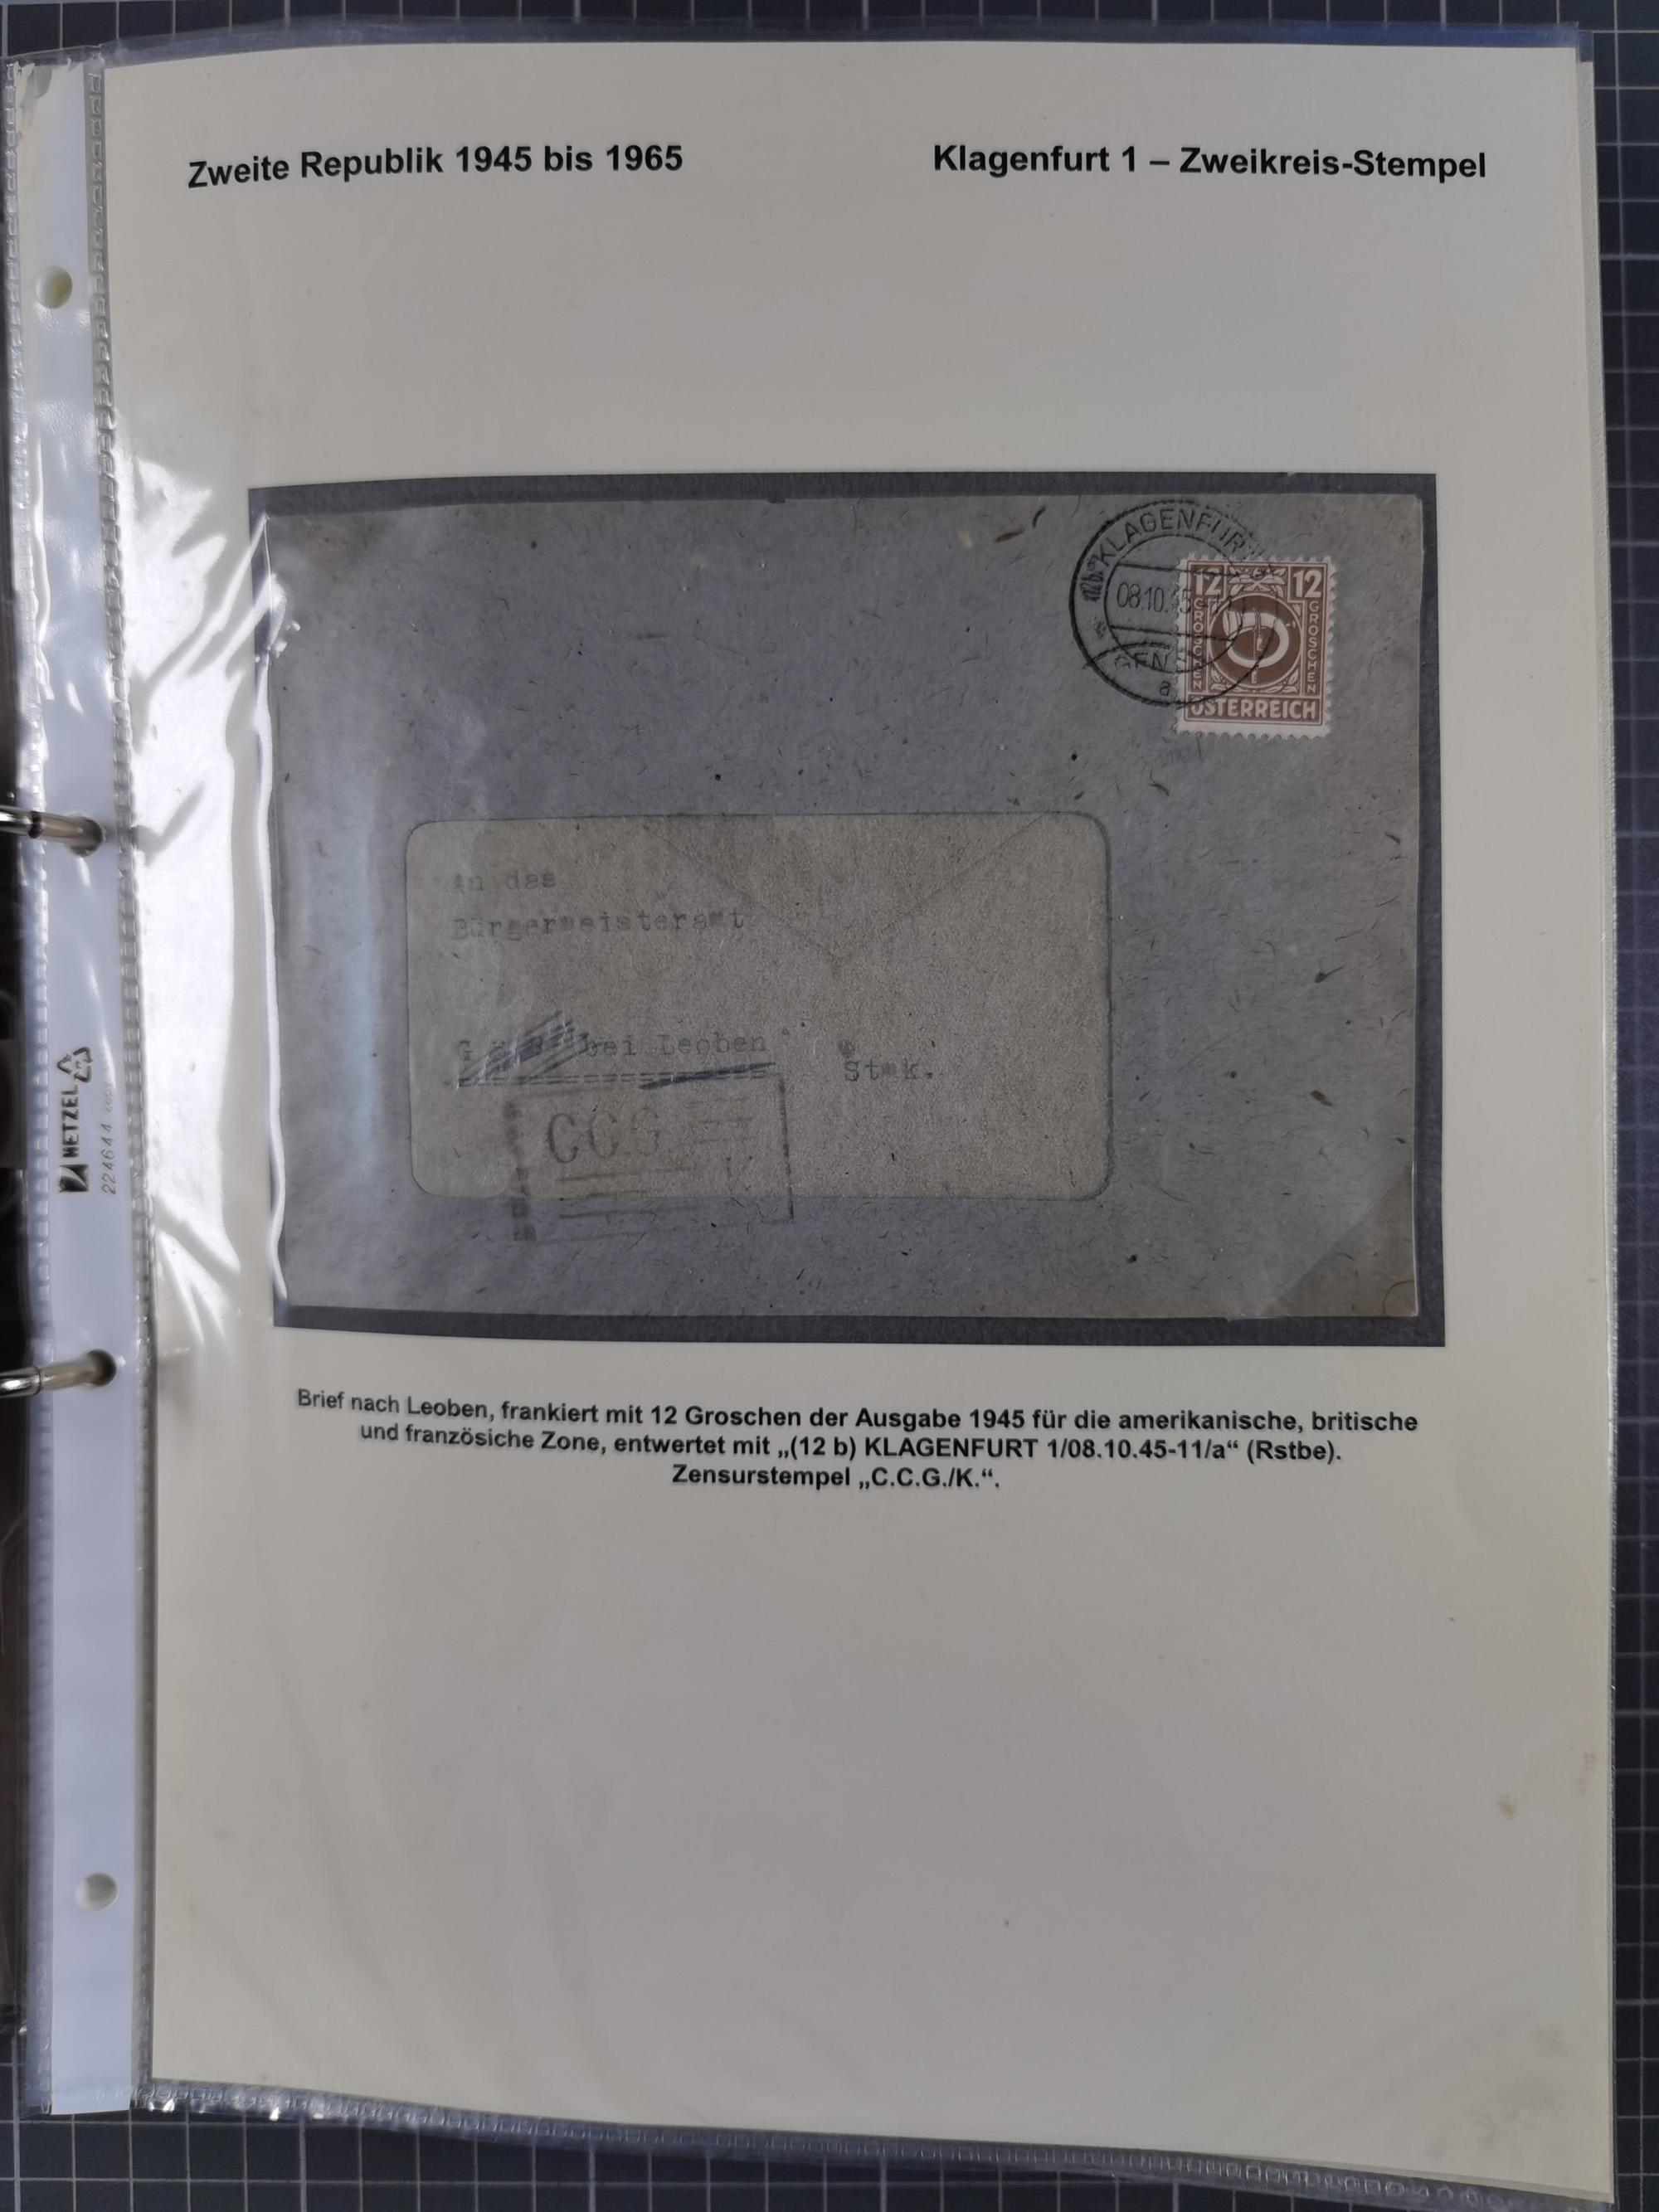 Zweite Republik 1945 bis 1965
Klagenfurt 1 – Zweikreis-Stempel
KLAGENFURT
08.10.45
12 12
GROSCHEN
GROSCHEN
ÖSTERREICH
a
An das
Bürgermeisteramt
bei Leoben
Stmk.
C.C.G.
HETZEL
224644
Brief nach Leoben, frankiert mit 12 Groschen der Ausgabe 1945 für die amerikanische, britische
und französiche Zone, entwertet mit „(12 b) KLAGENFURT 1/08.10.45-11/a“ (Rstbe).
Zensurstempel „C.C.G./K.“.